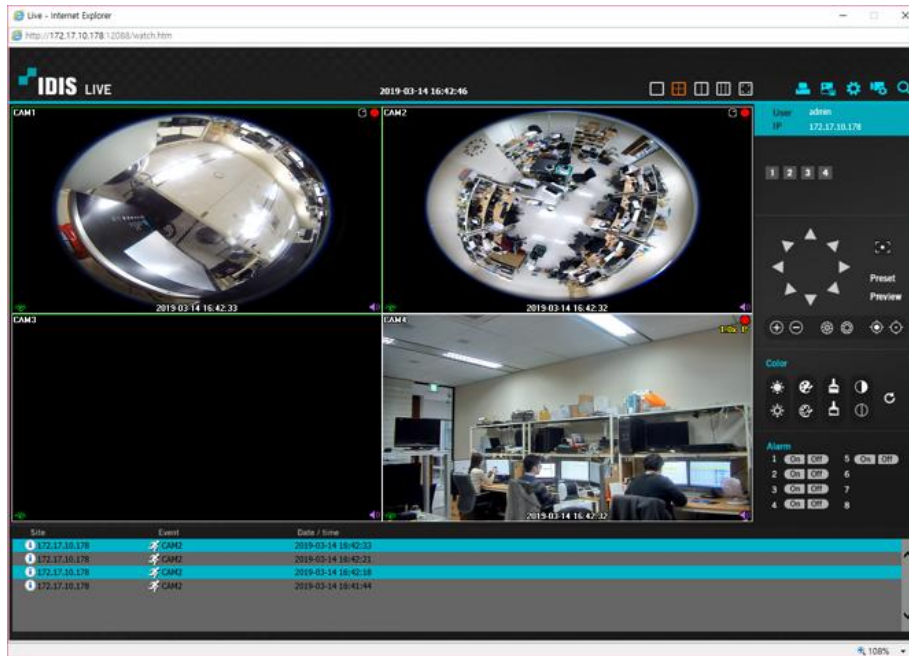 Live - Internet Explorer
http://172.17.10.178:12088/watch.htm
IDIS LIVE
2019-03-14 16:42:46
User admin
IP 172.17.10.178
CAM1
CAM2
1 2 3 4
Preset
Preview
2019-03-14 16:42:33
2019-03-14 16:42:32
CAM3
CAM4
1.0x IP
Color
Alarm
1 On Off 5 On Off
2 On Off 6
3 On Off 7
4 On Off 8
2019-03-14 16:42:32
Site Event Date / time
172.17.10.178 CAM2 2019-03-14 16:42:33
172.17.10.178 CAM2 2019-03-14 16:42:21
172.17.10.178 CAM2 2019-03-14 16:42:18
172.17.10.178 CAM2 2019-03-14 16:41:44
108%